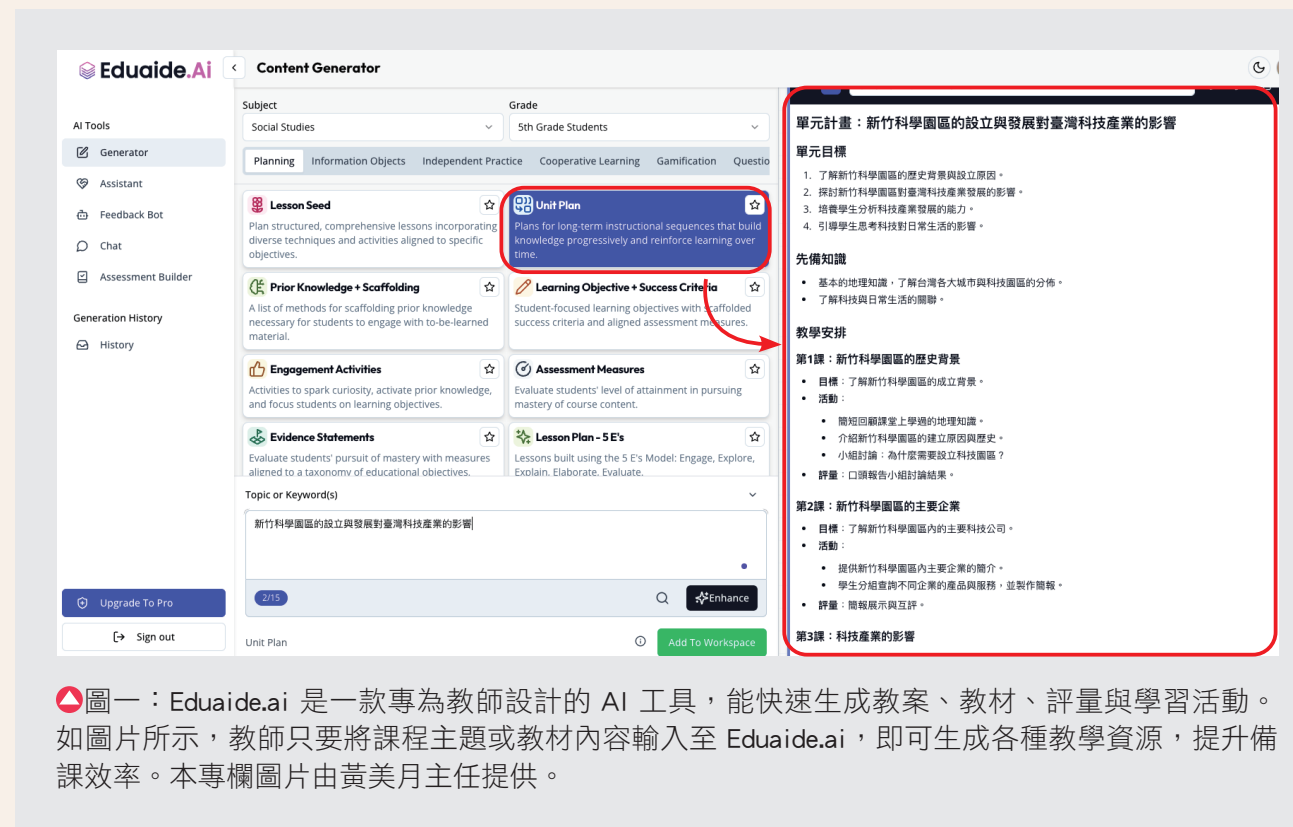 Eduaide.Ai
Content Generator
AI Tools
Generator
Assistant
Feedback Bot
Chat
Assessment Builder
Generation History
History
Upgrade To Pro
Sign out
Subject
Grade
Social Studies
5th Grade Students
Planning Information Objects Independent Practice Cooperative Learning Gamification Questio
Lesson Seed
Plan structured, comprehensive lessons incorporating
diverse techniques and activities aligned to specific
objectives.
Unit Plan
Plans for long-term instructional sequences that build
knowledge progressively and reinforce learning over
time.
Prior Knowledge + Scaffolding
A list of methods for scaffolding prior knowledge
necessary for students to engage with to-be-learned
material.
Learning Objective + Success Criteria
Student-focused learning objectives with scaffolded
success criteria and aligned assessment measures.
Engagement Activities
Activities to spark curiosity, activate prior knowledge,
and focus students on learning objectives.
Assessment Measures
Evaluate students' level of attainment in pursuing
mastery of course content.
Evidence Statements
Evaluate students' pursuit of mastery with measures
aligned to a taxonomy of educational objectives.
Lesson Plan - 5 E's
Lessons built using the 5 E's Model: Engage, Explore,
Explain, Elaborate, Evaluate.
Topic or Keyword(s)
新竹科學園區的設立與發展對臺灣科技產業的影響
2/15
Enhance
Unit Plan
Add To Workspace
單元計畫：新竹科學園區的設立與發展對臺灣科技產業的影響
單元目標
1. 了解新竹科學園區的歷史背景與設立原因。
2. 探討新竹科學園區對臺灣科技產業發展的影響。
3. 培養學生分析科技產業發展的能力。
4. 引導學生思考科技對日常生活的影響。
先備知識
• 基本的地理知識，了解台灣各大城市與科技園區的分佈。
• 了解科技與日常生活的關聯。
教學安排
第1課：新竹科學園區的歷史背景
• 目標：了解新竹科學園區的成立背景。
• 活動：
• 簡短回顧課堂上學過的地理知識。
• 介紹新竹科學園區的建立原因與歷史。
• 小組討論：為什麼需要設立科技園區？
• 評量：口頭報告小組討論結果。
第2課：新竹科學園區的主要企業
• 目標：了解新竹科學園區內的主要科技公司。
• 活動：
• 提供新竹科學園區內主要企業的簡介。
• 學生分組查詢不同企業的產品與服務，並製作簡報。
• 評量：簡報展示與互評。
第3課：科技產業的影響
圖一：Eduaide.ai 是一款專為教師設計的 AI 工具，能快速生成教案、教材、評量與學習活動。
如圖片所示，教師只要將課程主題或教材內容輸入至 Eduaide.ai，即可生成各種教學資源，提升備
課效率。本專欄圖片由黃美月主任提供。